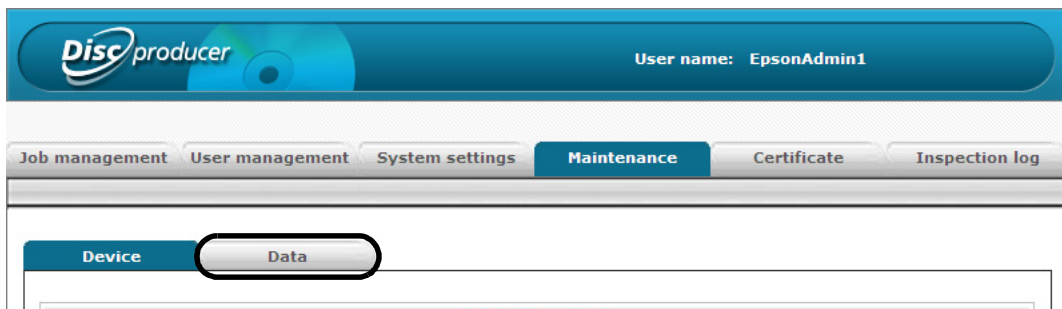 Disc producer
User name: EpsonAdmin1
Job management User management System settings Maintenance Certificate Inspection log
Device Data